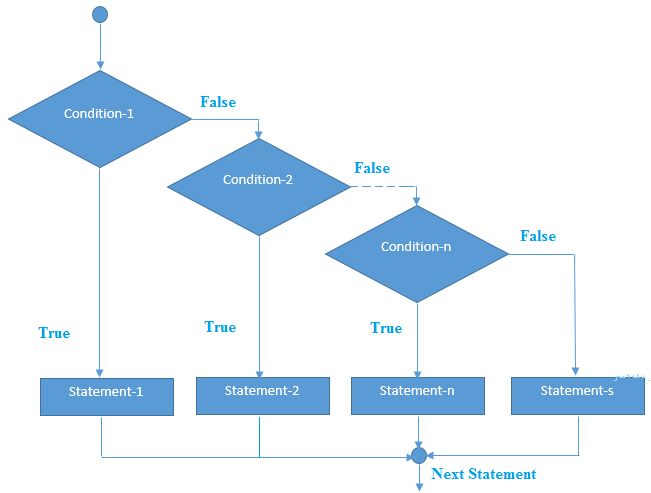 Condition-1
False
Condition-2
False
Condition-n
False
True
True
True
Statement-1
Statement-2
Statement-n
Statement-s
Next Statement